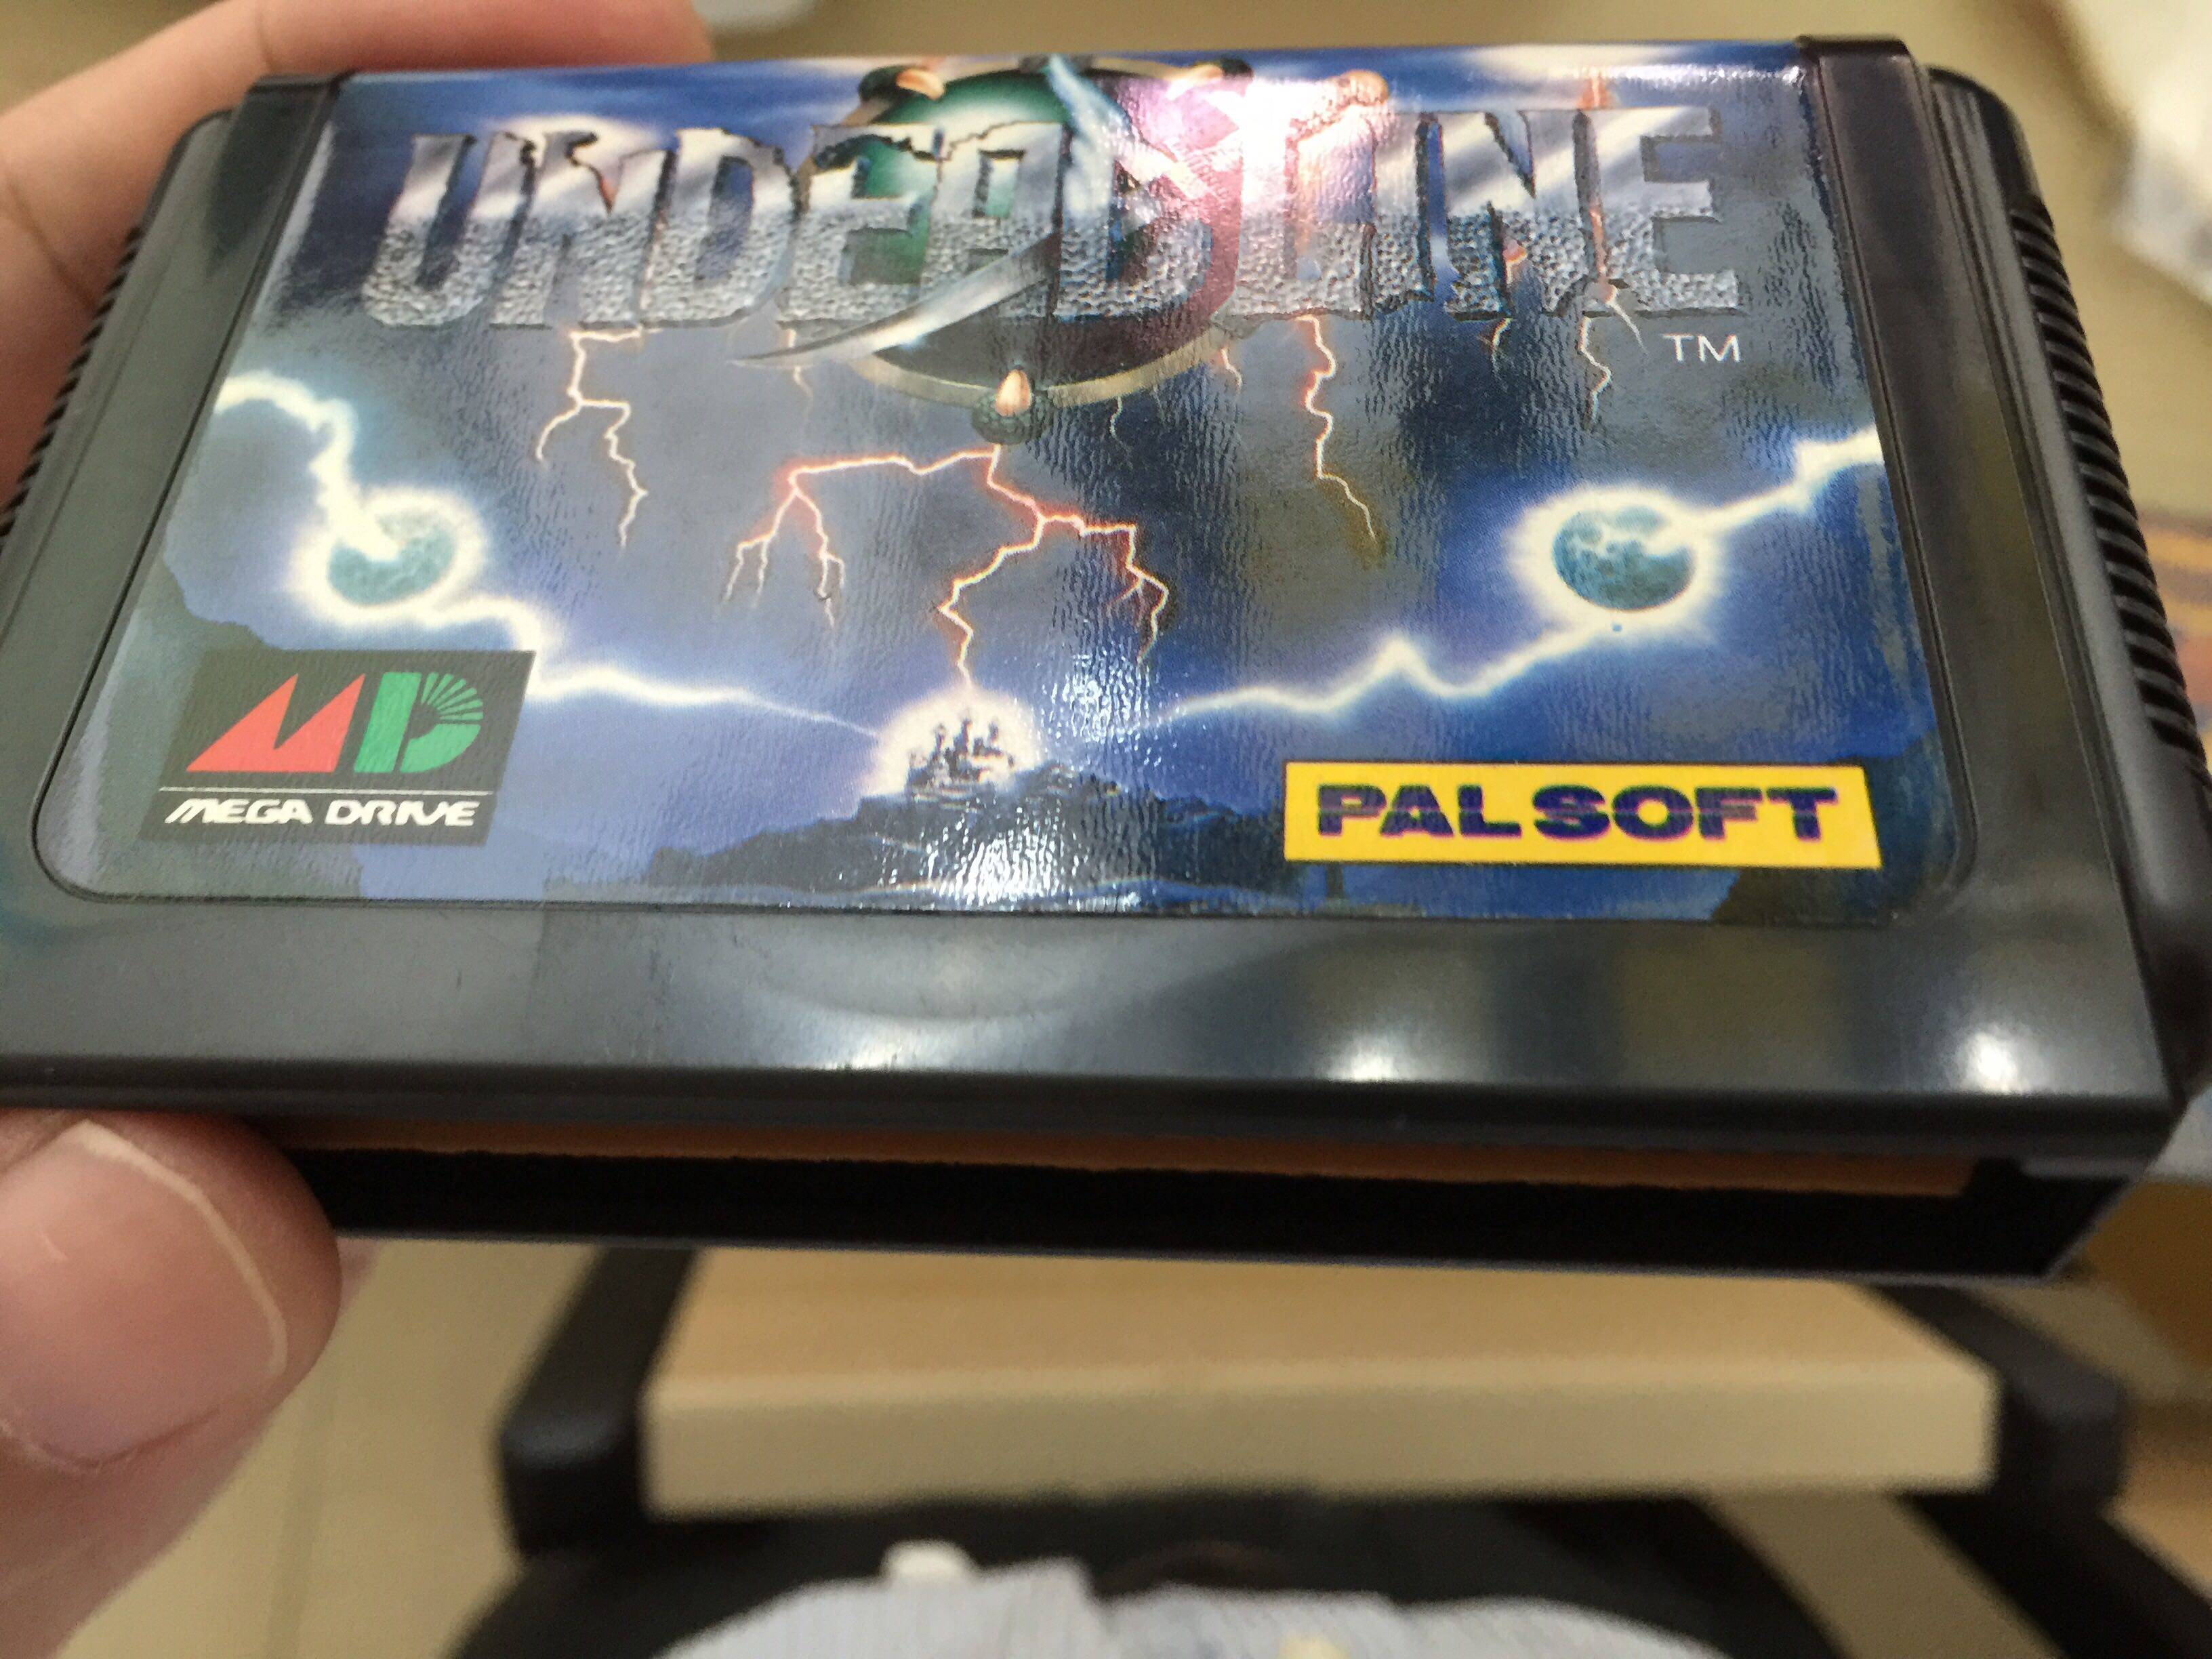 UNDEADLINE
TM
MD
MEGA DRIVE
PALSOFT